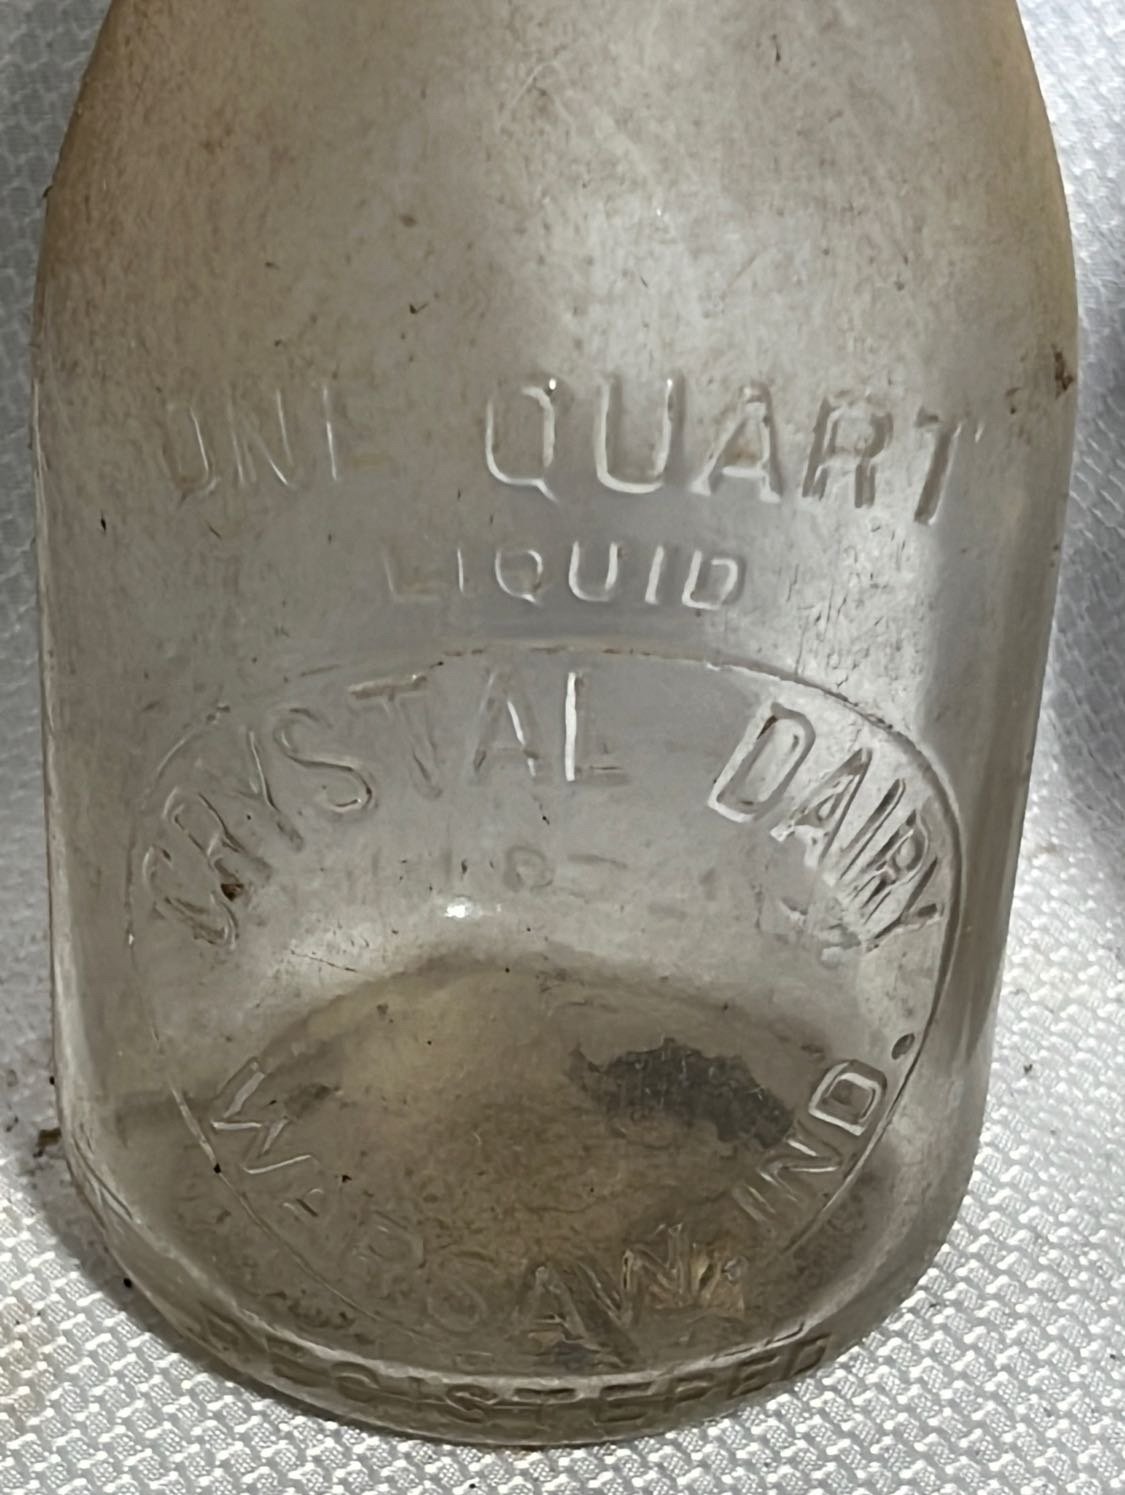 ONE QUART
LIQUID
CRYSTAL DAIRY
WARSAW, IND.
REGISTERED